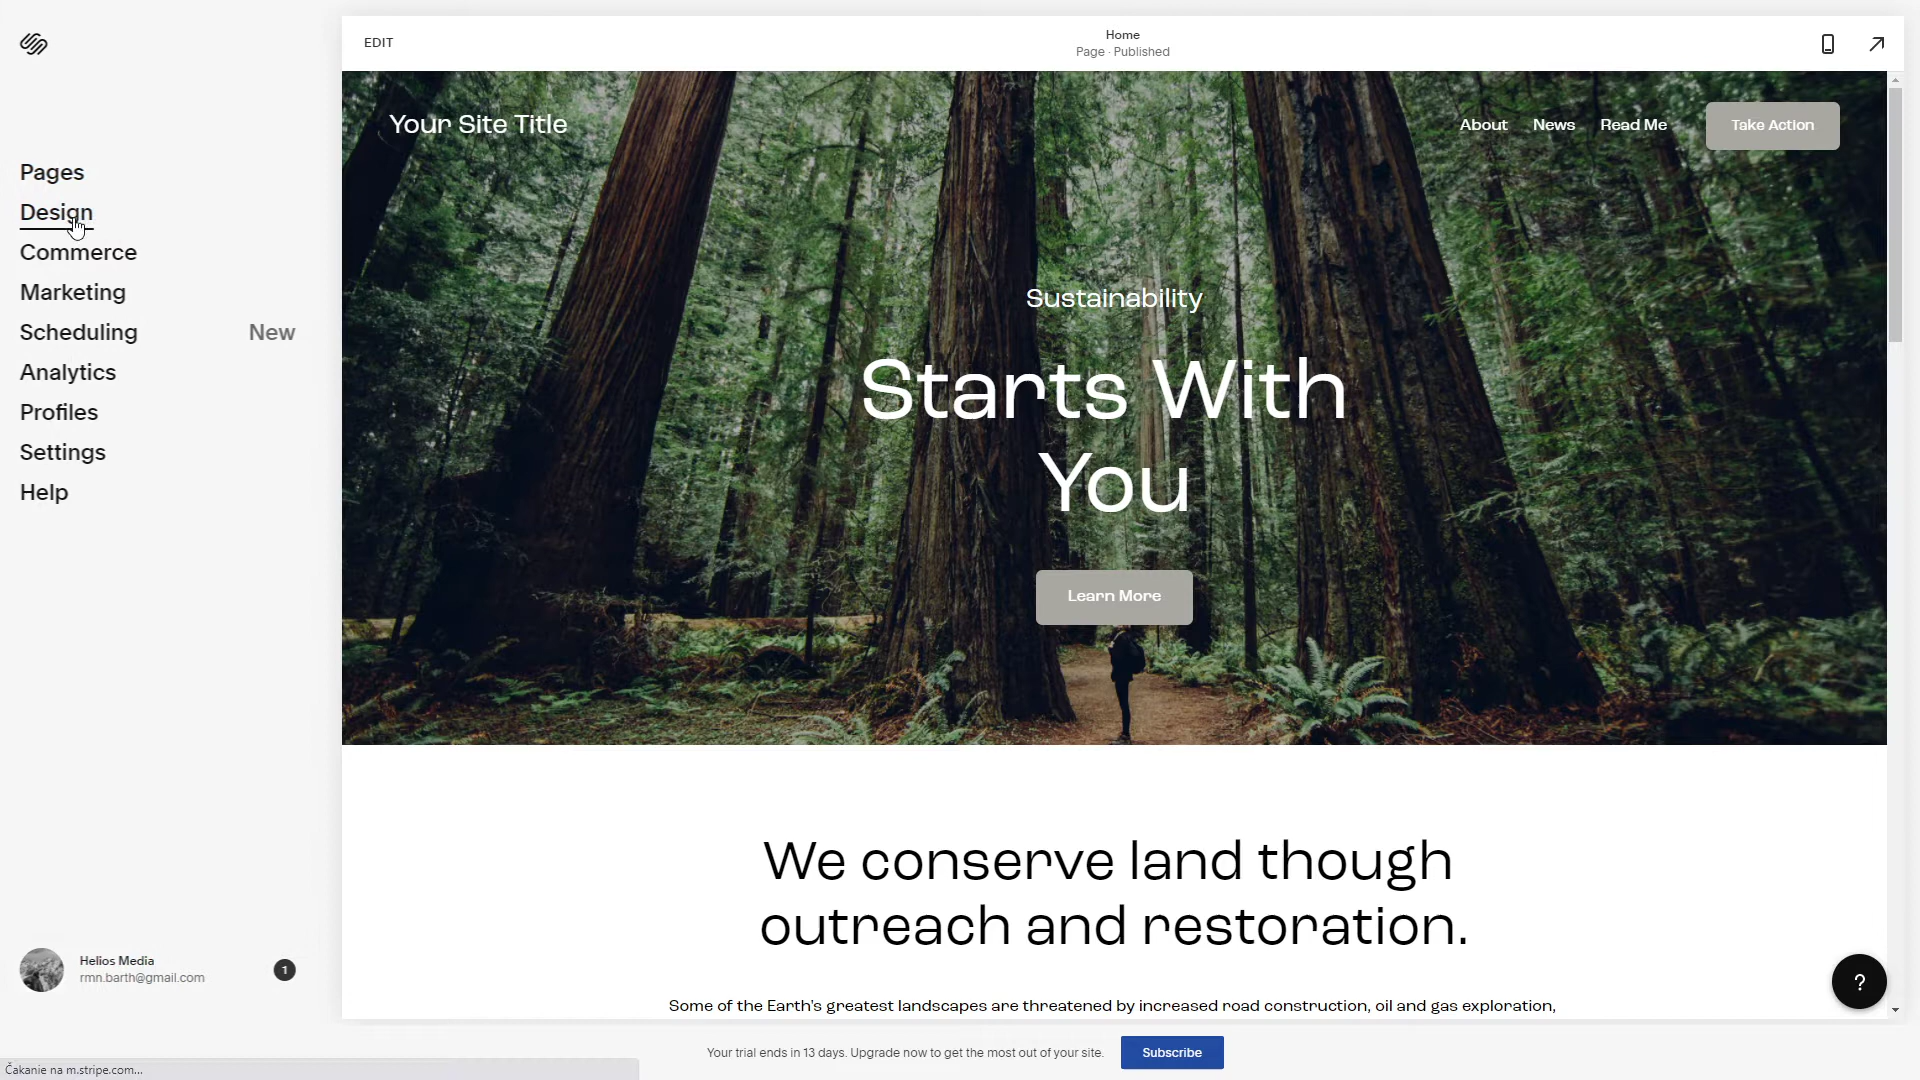 EDIT
Home
Page · Published
Your Site Title
About News Read Me Take Action
Pages
Design
Commerce
Marketing
Scheduling New
Analytics
Profiles
Settings
Help
Sustainability
Starts With
You
Learn More
We conserve land though
outreach and restoration.
Some of the Earth's greatest landscapes are threatened by increased road construction, oil and gas exploration,
Helios Media
rmn.barth@gmail.com
1
?
Your trial ends in 13 days. Upgrade now to get the most out of your site. Subscribe
Čakanie na m.stripe.com...